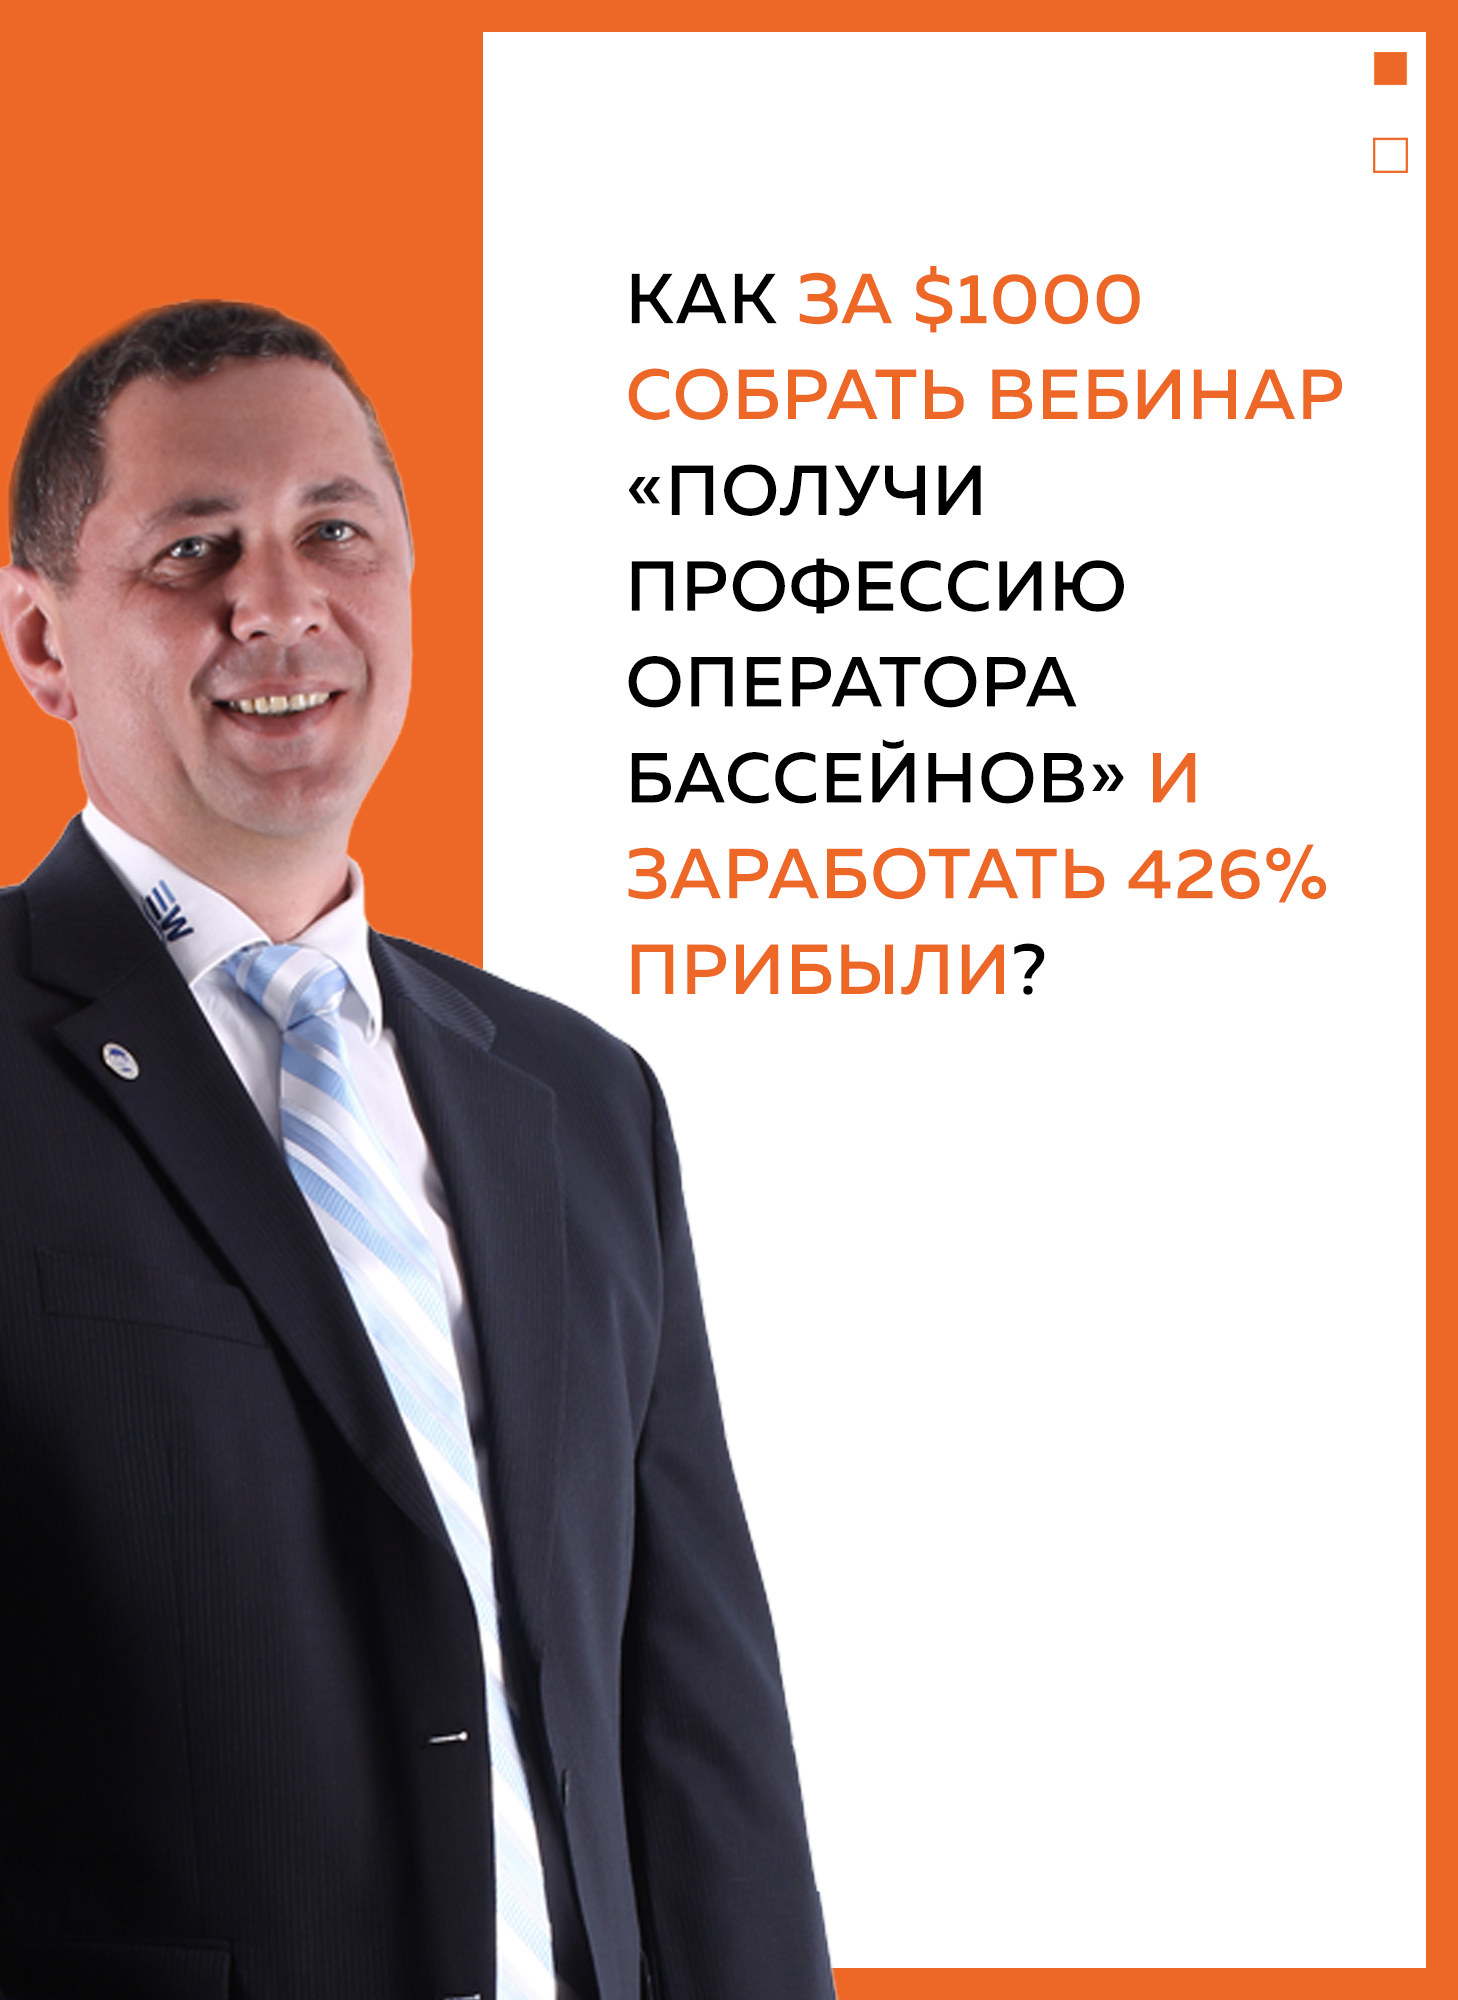 КАК ЗА $1000
СОБРАТЬ ВЕБИНАР
«ПОЛУЧИ
ПРОФЕССИЮ
ОПЕРАТОРА
БАССЕЙНОВ» И
ЗАРАБОТАТЬ 426%
ПРИБЫЛИ?